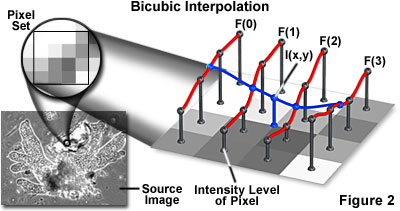 Bicubic Interpolation
Pixel
Set
F(0)
F(1)
F(2)
F(3)
I(x,y)
Source
Image
Intensity Level
of Pixel
Figure 2